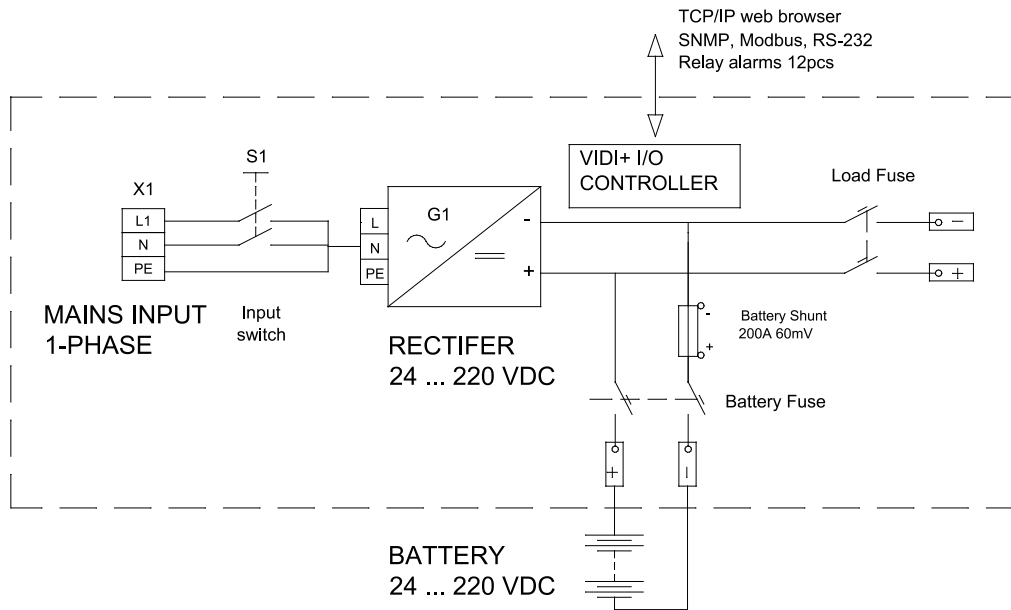 TCP/IP web browser
SNMP, Modbus, RS-232
Relay alarms 12pcs
VIDI+ I/O
CONTROLLER
S1
X1
Load Fuse
L1
N
PE
L
N
PE
G1
-
+
−
+
MAINS INPUT
1-PHASE
Input
switch
RECTIFER
24 ... 220 VDC
-
+
Battery Shunt
200A 60mV
Battery Fuse
+
−
BATTERY
24 ... 220 VDC